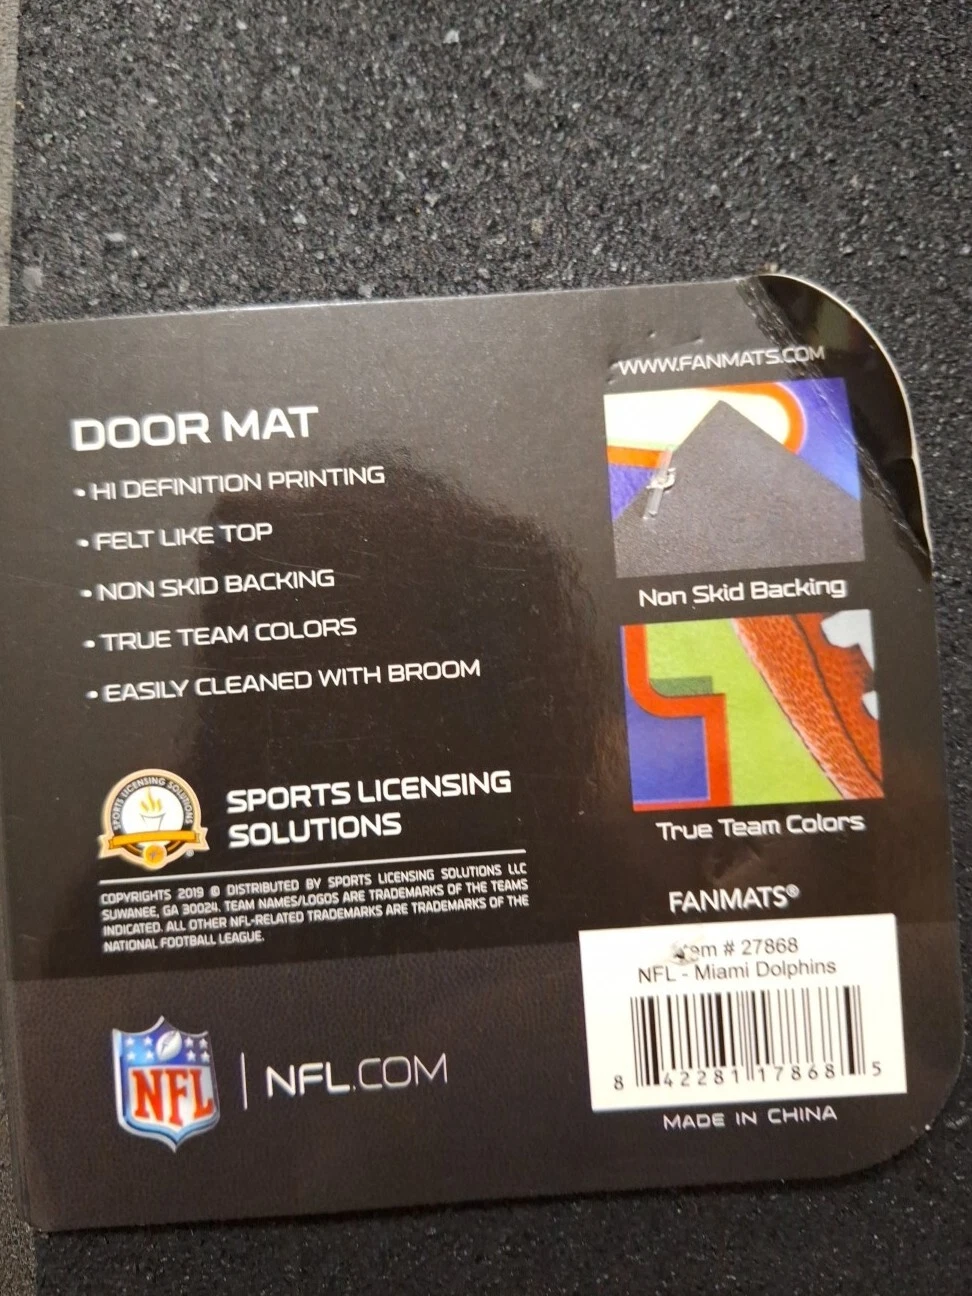 WWW.FANMATS.COM
DOOR MAT
• HI DEFINITION PRINTING
• FELT LIKE TOP
• NON SKID BACKING
• TRUE TEAM COLORS
• EASILY CLEANED WITH BROOM
Non Skid Backing
True Team Colors
SPORTS LICENSING SOLUTIONS
SPORTS LICENSING
SOLUTIONS
COPYRIGHTS 2019 © DISTRIBUTED BY SPORTS LICENSING SOLUTIONS LLC
SUWANEE, GA 30024. TEAM NAMES/LOGOS ARE TRADEMARKS OF THE TEAMS
INDICATED. ALL OTHER NFL-RELATED TRADEMARKS ARE TRADEMARKS OF THE
NATIONAL FOOTBALL LEAGUE.
NFL
NFL.COM
FANMATS®
Item # 27868
NFL - Miami Dolphins
8 42281 17868 5
MADE IN CHINA